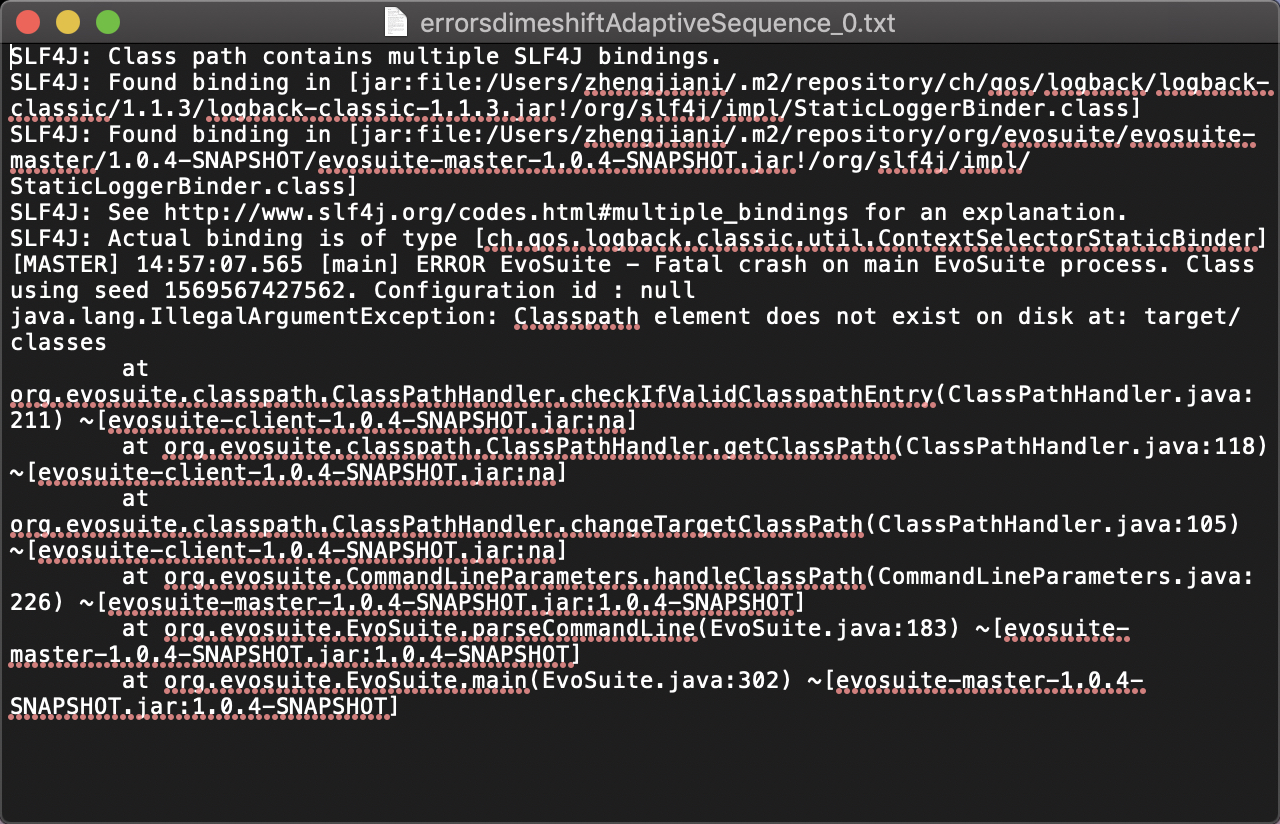 errorsdimeshiftAdaptiveSequence_0.txt
SLF4J: Class path contains multiple SLF4J bindings.
SLF4J: Found binding in [jar:file:/Users/zhengjiani/.m2/repository/ch/qos/logback/logback-
classic/1.1.3/logback-classic-1.1.3.jar!/org/slf4j/impl/StaticLoggerBinder.class]
SLF4J: Found binding in [jar:file:/Users/zhengjiani/.m2/repository/org/evosuite/evosuite-
master/1.0.4-SNAPSHOT/evosuite-master-1.0.4-SNAPSHOT.jar!/org/slf4j/impl/
StaticLoggerBinder.class]
SLF4J: See http://www.slf4j.org/codes.html#multiple_bindings for an explanation.
SLF4J: Actual binding is of type [ch.qos.logback.classic.util.ContextSelectorStaticBinder]
[MASTER] 14:57:07.565 [main] ERROR EvoSuite - Fatal crash on main EvoSuite process. Class
using seed 1569567427562. Configuration id : null
java.lang.IllegalArgumentException: Classpath element does not exist on disk at: target/
classes
at
org.evosuite.classpath.ClassPathHandler.checkIfValidClasspathEntry(ClassPathHandler.java:
211) ~[evosuite-client-1.0.4-SNAPSHOT.jar:na]
at org.evosuite.classpath.ClassPathHandler.getClassPath(ClassPathHandler.java:118)
~[evosuite-client-1.0.4-SNAPSHOT.jar:na]
at
org.evosuite.classpath.ClassPathHandler.changeTargetClassPath(ClassPathHandler.java:105)
~[evosuite-client-1.0.4-SNAPSHOT.jar:na]
at org.evosuite.CommandLineParameters.handleClassPath(CommandLineParameters.java:
226) ~[evosuite-master-1.0.4-SNAPSHOT.jar:1.0.4-SNAPSHOT]
at org.evosuite.EvoSuite.parseCommandLine(EvoSuite.java:183) ~[evosuite-
master-1.0.4-SNAPSHOT.jar:1.0.4-SNAPSHOT]
at org.evosuite.EvoSuite.main(EvoSuite.java:302) ~[evosuite-master-1.0.4-
SNAPSHOT.jar:1.0.4-SNAPSHOT]